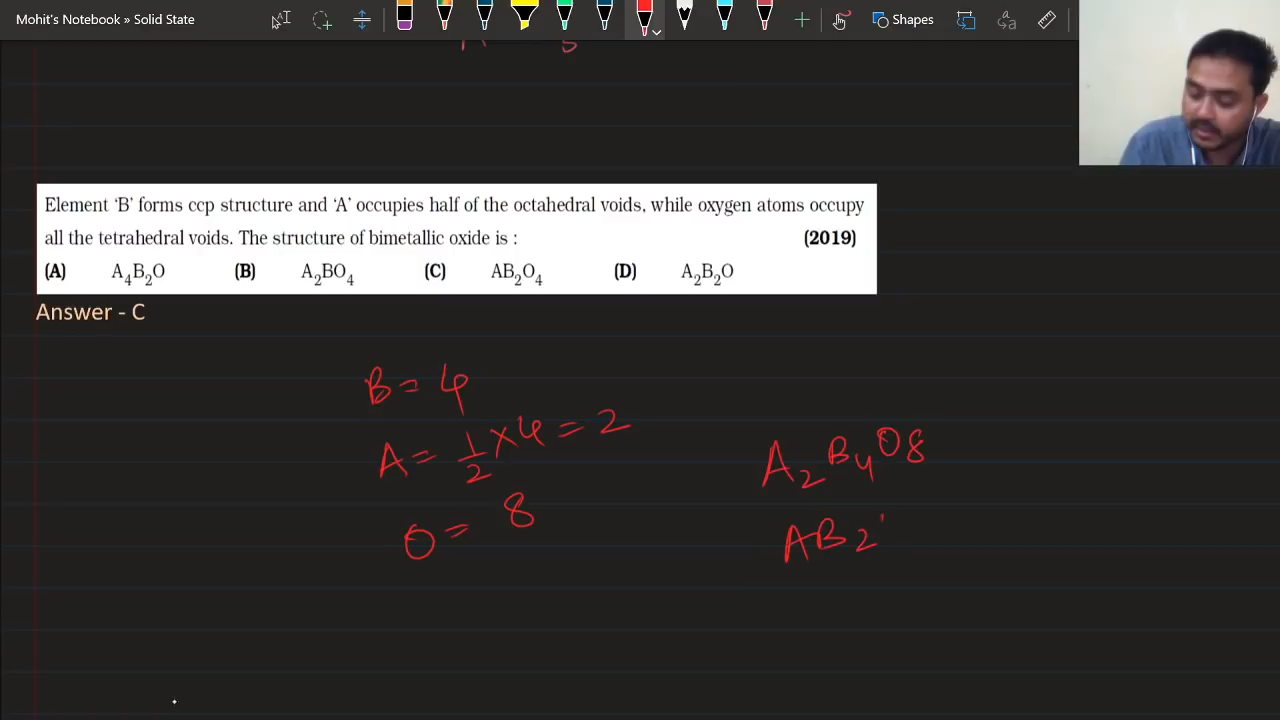 Mohit's Notebook » Solid State
Shapes
Element ‘B’ forms ccp structure and ‘A’ occupies half of the octahedral voids, while oxygen atoms occupy
all the tetrahedral voids. The structure of bimetallic oxide is : (2019)
(A) A₄B₂O (B) A₂BO₄ (C) AB₂O₄ (D) A₂B₂O
Answer - C
B = 4
A = 1/2 × 4 = 2
O = 8
A₂B₄O8
AB₂